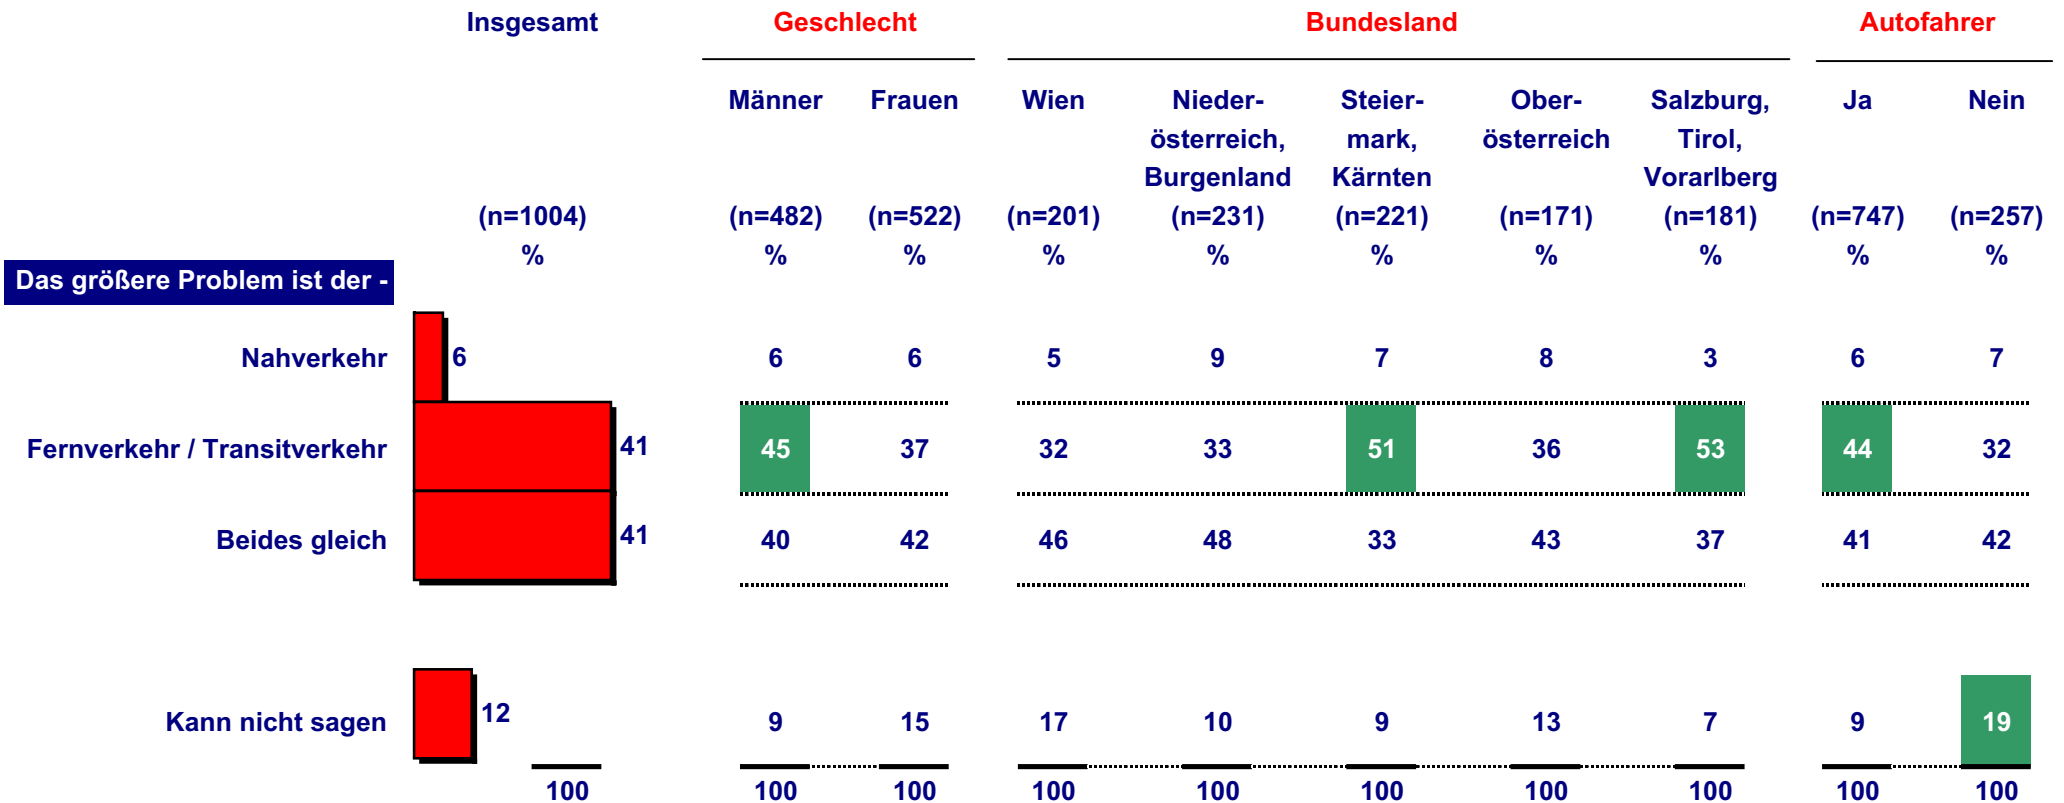 Insgesamt Geschlecht Bundesland Autofahrer
Männer Frauen Wien Nieder- Steier- Ober- Salzburg, Ja Nein
österreich, mark, österreich Tirol,
Burgenland Kärnten Vorarlberg
(n=1004) (n=482) (n=522) (n=201) (n=231) (n=221) (n=171) (n=181) (n=747) (n=257)
% % % % % % % % % %
Das größere Problem ist der -
Nahverkehr 6 6 6 5 9 7 8 3 6 7
Fernverkehr / Transitverkehr 41 45 37 32 33 51 36 53 44 32
Beides gleich 41 40 42 46 48 33 43 37 41 42
Kann nicht sagen 12 9 15 17 10 9 13 7 9 19
100 100 100 100 100 100 100 100 100 100